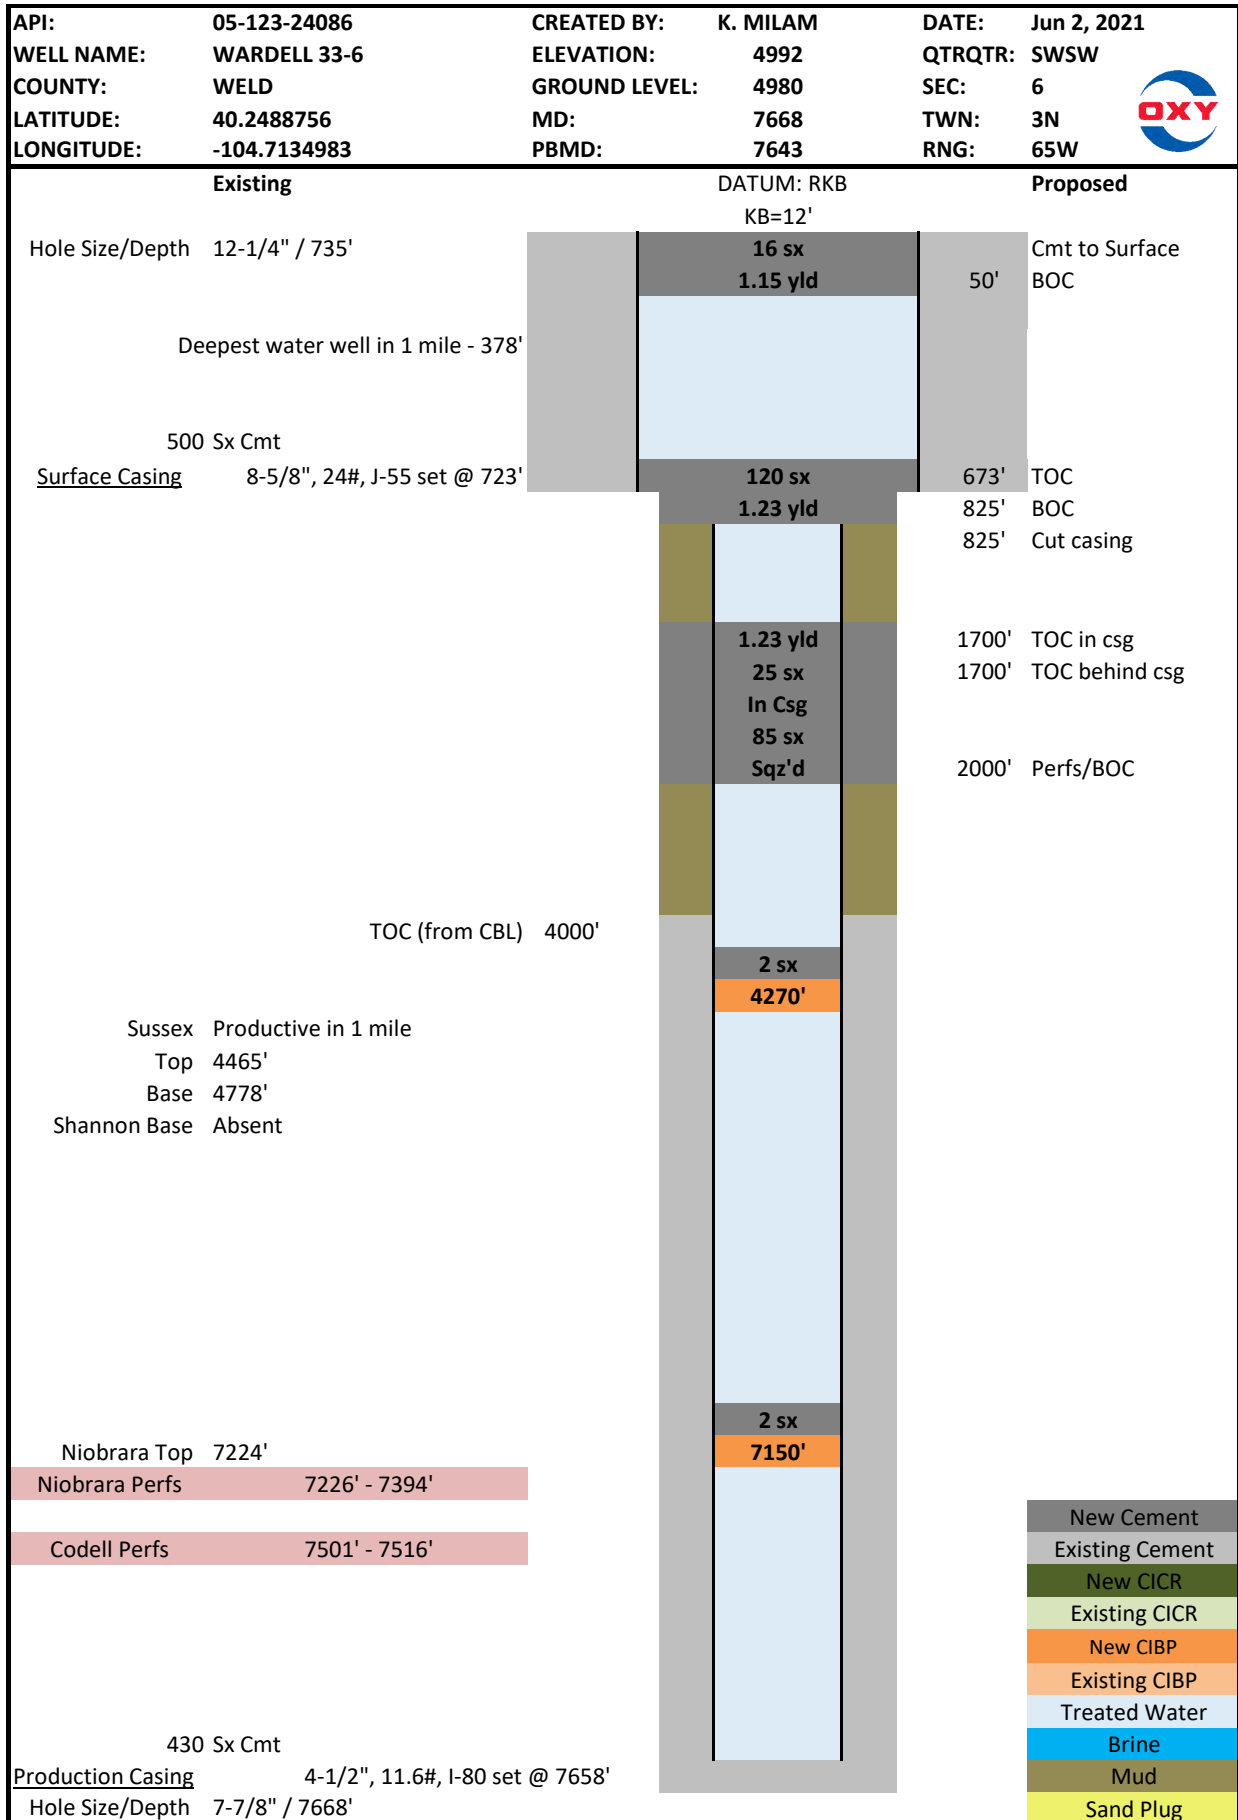 API: 05-123-24086 CREATED BY: K. MILAM DATE: Jun 2, 2021
WELL NAME: WARDELL 33-6 ELEVATION: 4992 QTRQTR: SWSW
COUNTY: WELD GROUND LEVEL: 4980 SEC: 6
LATITUDE: 40.2488756 MD: 7668 TWN: 3N
LONGITUDE: -104.7134983 PBMD: 7643 RNG: 65W
OXY
Existing DATUM: RKB Proposed
KB=12'
Hole Size/Depth 12-1/4" / 735' 16 sx Cmt to Surface
1.15 yld 50' BOC
Deepest water well in 1 mile - 378'
500 Sx Cmt
Surface Casing 8-5/8", 24#, J-55 set @ 723' 120 sx 673' TOC
1.23 yld 825' BOC
825' Cut casing
1.23 yld 1700' TOC in csg
25 sx 1700' TOC behind csg
In Csg
85 sx
Sqz'd 2000' Perfs/BOC
TOC (from CBL) 4000'
2 sx
4270'
Sussex Productive in 1 mile
Top 4465'
Base 4778'
Shannon Base Absent
2 sx
Niobrara Top 7224' 7150'
Niobrara Perfs 7226' - 7394'
New Cement
Codell Perfs 7501' - 7516' Existing Cement
New CICR
Existing CICR
New CIBP
Existing CIBP
Treated Water
430 Sx Cmt Brine
Production Casing 4-1/2", 11.6#, I-80 set @ 7658' Mud
Hole Size/Depth 7-7/8" / 7668' Sand Plug